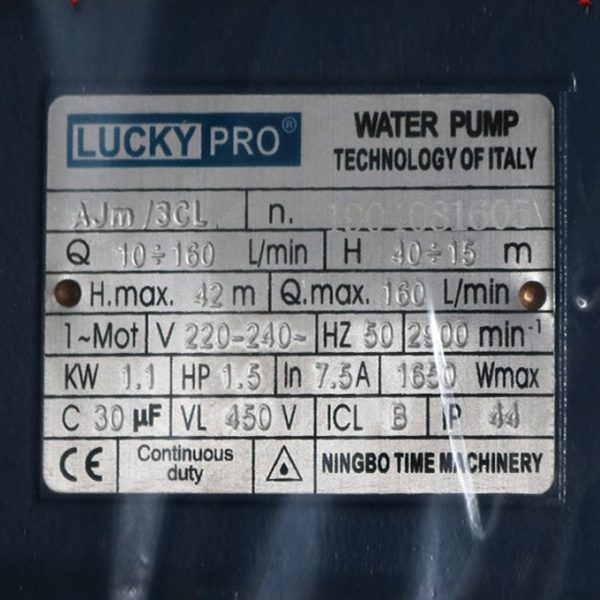 LUCKY PRO® WATER PUMP
TECHNOLOGY OF ITALY
AJm/3CL n.
Q 10÷160 L/min H 40÷15 m
H.max. 42 m Q.max. 160 L/min
1~Mot V 220-240~ HZ 50 2900 min-1
KW 1.1 HP 1.5 In 7.5A 1650 Wmax
C 30 µF VL 450 V ICL B IP 44
CE Continuous duty NINGBO TIME MACHINERY